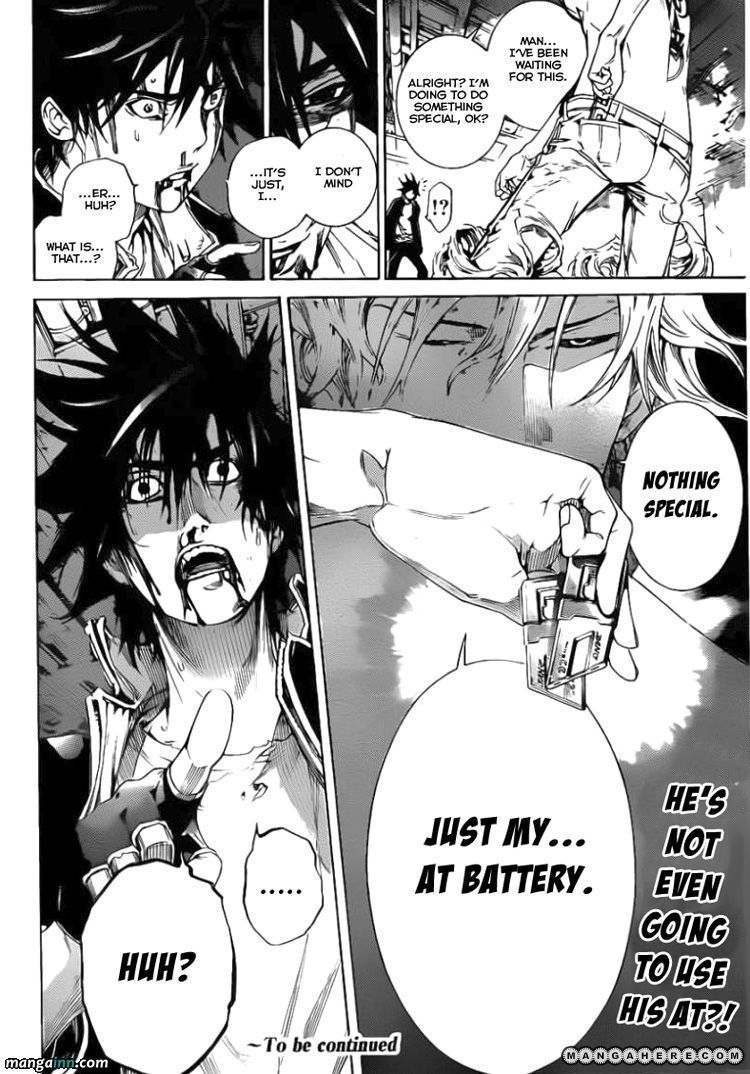 MAN...
I'VE BEEN
WAITING
FOR THIS.
ALRIGHT? I'M
DOING TO DO
SOMETHING
SPECIAL, OK?
!?
I DON'T
MIND
...IT'S
JUST,
I...
...ER...
HUH?
WHAT IS...
THAT...?
NOTHING
SPECIAL.
JUST MY...
AT BATTERY.
HE'S
NOT
EVEN
GOING
TO USE
HIS AT?!
.....
HUH?
~To be continued
mangainn.com
MANGAHERE.COM